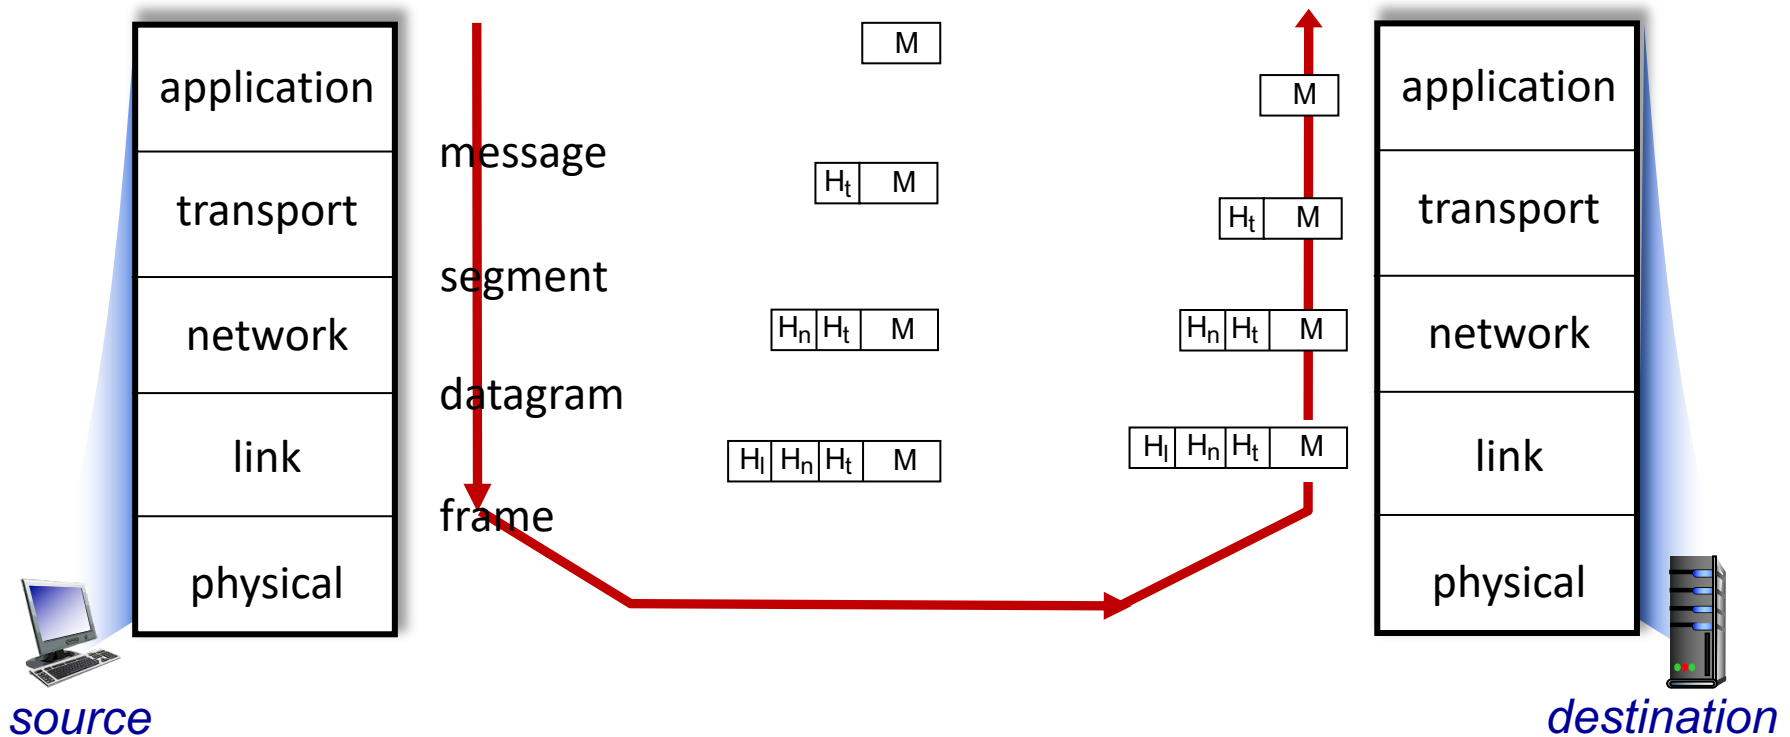 application
transport
network
link
physical
source
message
segment
datagram
frame
M
Ht M
Hn Ht M
Hl Hn Ht M
M
Ht M
Hn Ht M
Hl Hn Ht M
application
transport
network
link
physical
destination